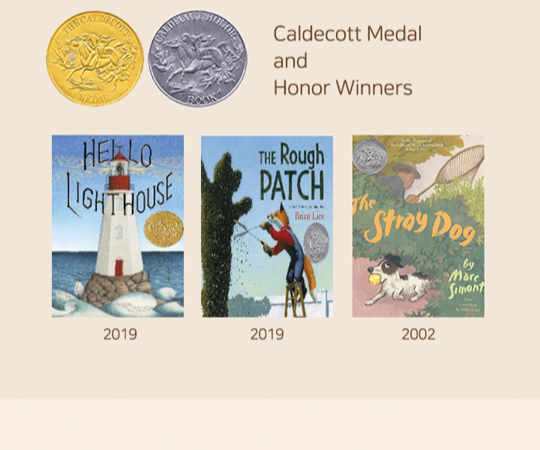 THE CALDECOTT
MEDAL
CALDECOTT HONOR
BOOK
Caldecott Medal
and
Honor Winners
HELLO
LIGHTHOUSE
THE Rough
PATCH
Brian Lies
The
Stray Dog
by
Marc
Simont
2019
2019
2002